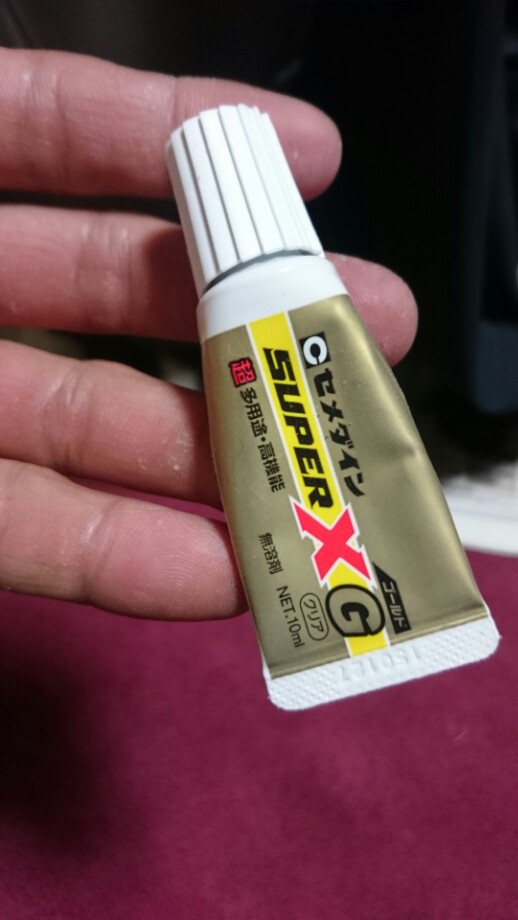 C セメダイン
SUPER X G
ゴールド
超多用途・高機能
無溶剤
NET.10ml
クリア